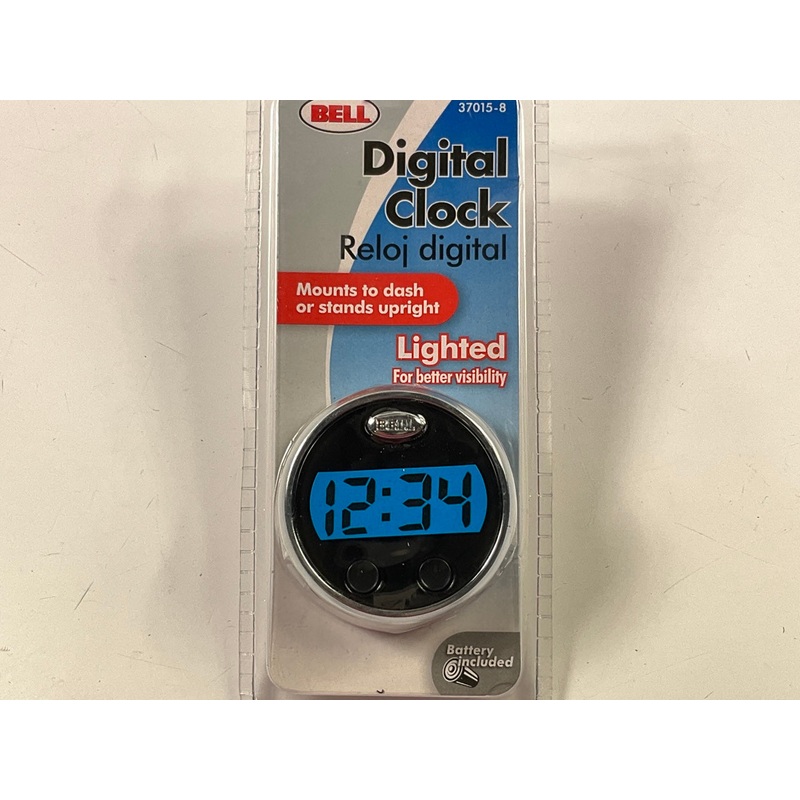 BELL
37015-8
Digital
Clock
Reloj digital
Mounts to dash
or stands upright
Lighted
For better visibility
BELL
12:34
Battery
included